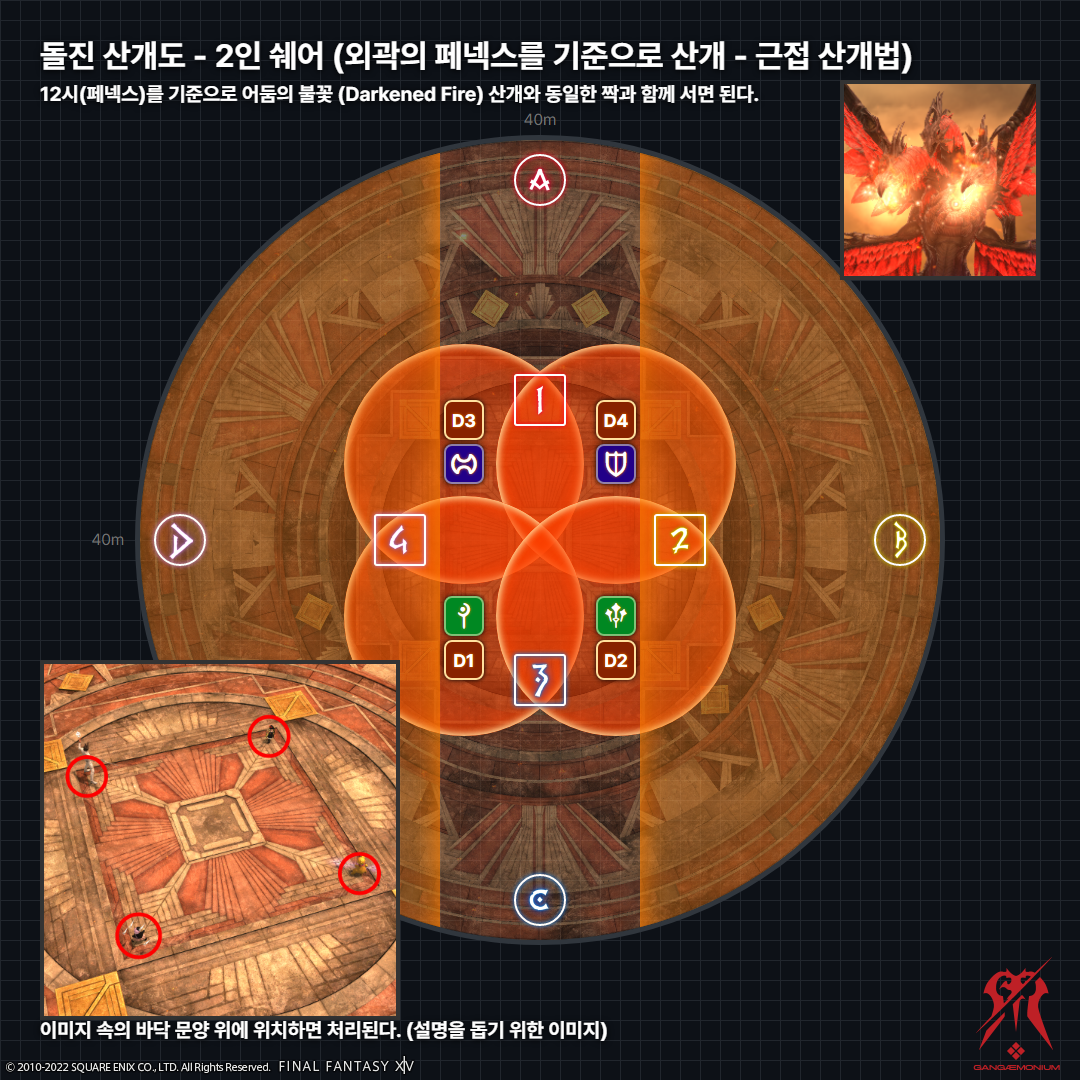 돌진 산개도 - 2인 쉐어 (외곽의 페넥스를 기준으로 산개 - 근접 산개법)
12시(페넥스)를 기준으로 어둠의 불꽃 (Darkened Fire) 산개와 동일한 짝과 함께 서면 된다.
40m
A
1
D3
D4
40m
D
4
2
B
D1
D2
3
C
이미지 속의 바닥 문양 위에 위치하면 처리된다. (설명을 돕기 위한 이미지)
© 2010-2022 SQUARE ENIX CO., LTD. All Rights Reserved. FINAL FANTASY XIV
GANGÆMONIUM